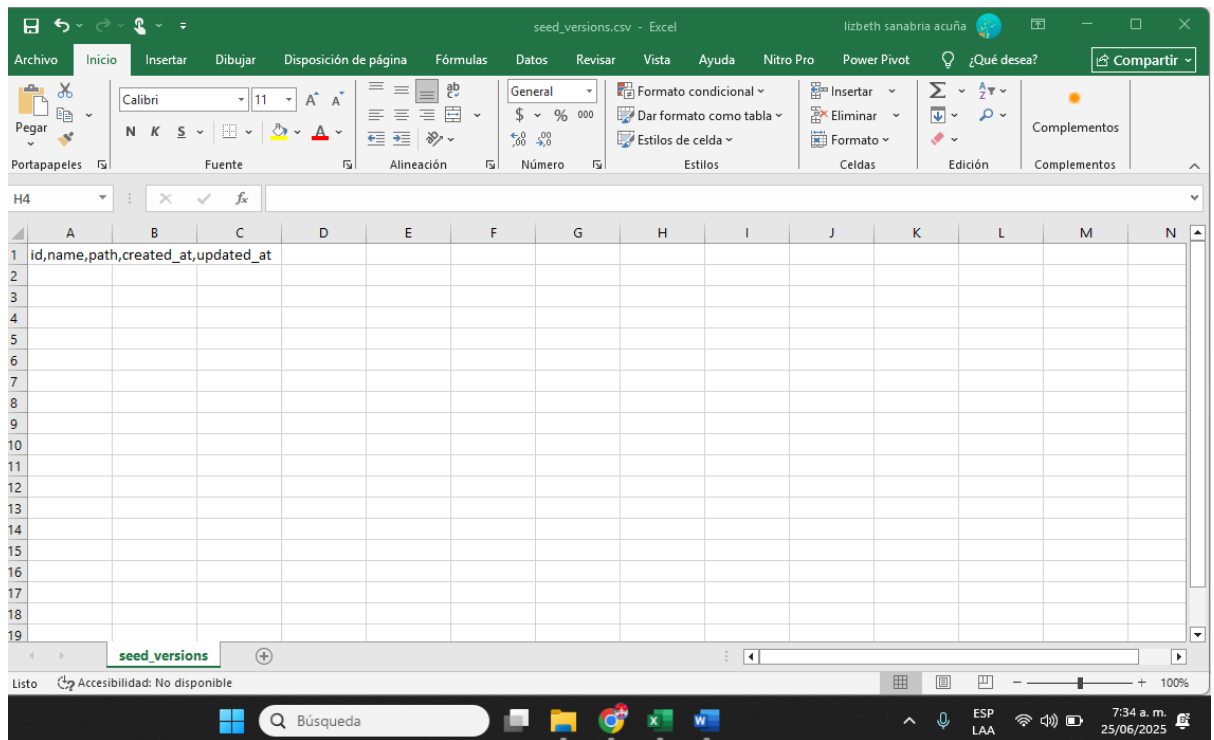 seed_versions.csv - Excel
lizbeth sanabria acuña
Archivo Inicio Insertar Dibujar Disposición de página Fórmulas Datos Revisar Vista Ayuda Nitro Pro Power Pivot ¿Qué desea? Compartir
Pegar
Calibri 11
N K S
General
$ % 000
Formato condicional
Dar formato como tabla
Estilos de celda
Insertar
Eliminar
Formato
Complementos
Portapapeles Fuente Alineación Número Estilos Celdas Edición Complementos
H4 fx
A B C D E F G H I J K L M N
1 id,name,path,created_at,updated_at
2
3
4
5
6
7
8
9
10
11
12
13
14
15
16
17
18
19
seed_versions
Listo Accesibilidad: No disponible 100%
Búsqueda
ESP
LAA
7:34 a. m.
25/06/2025